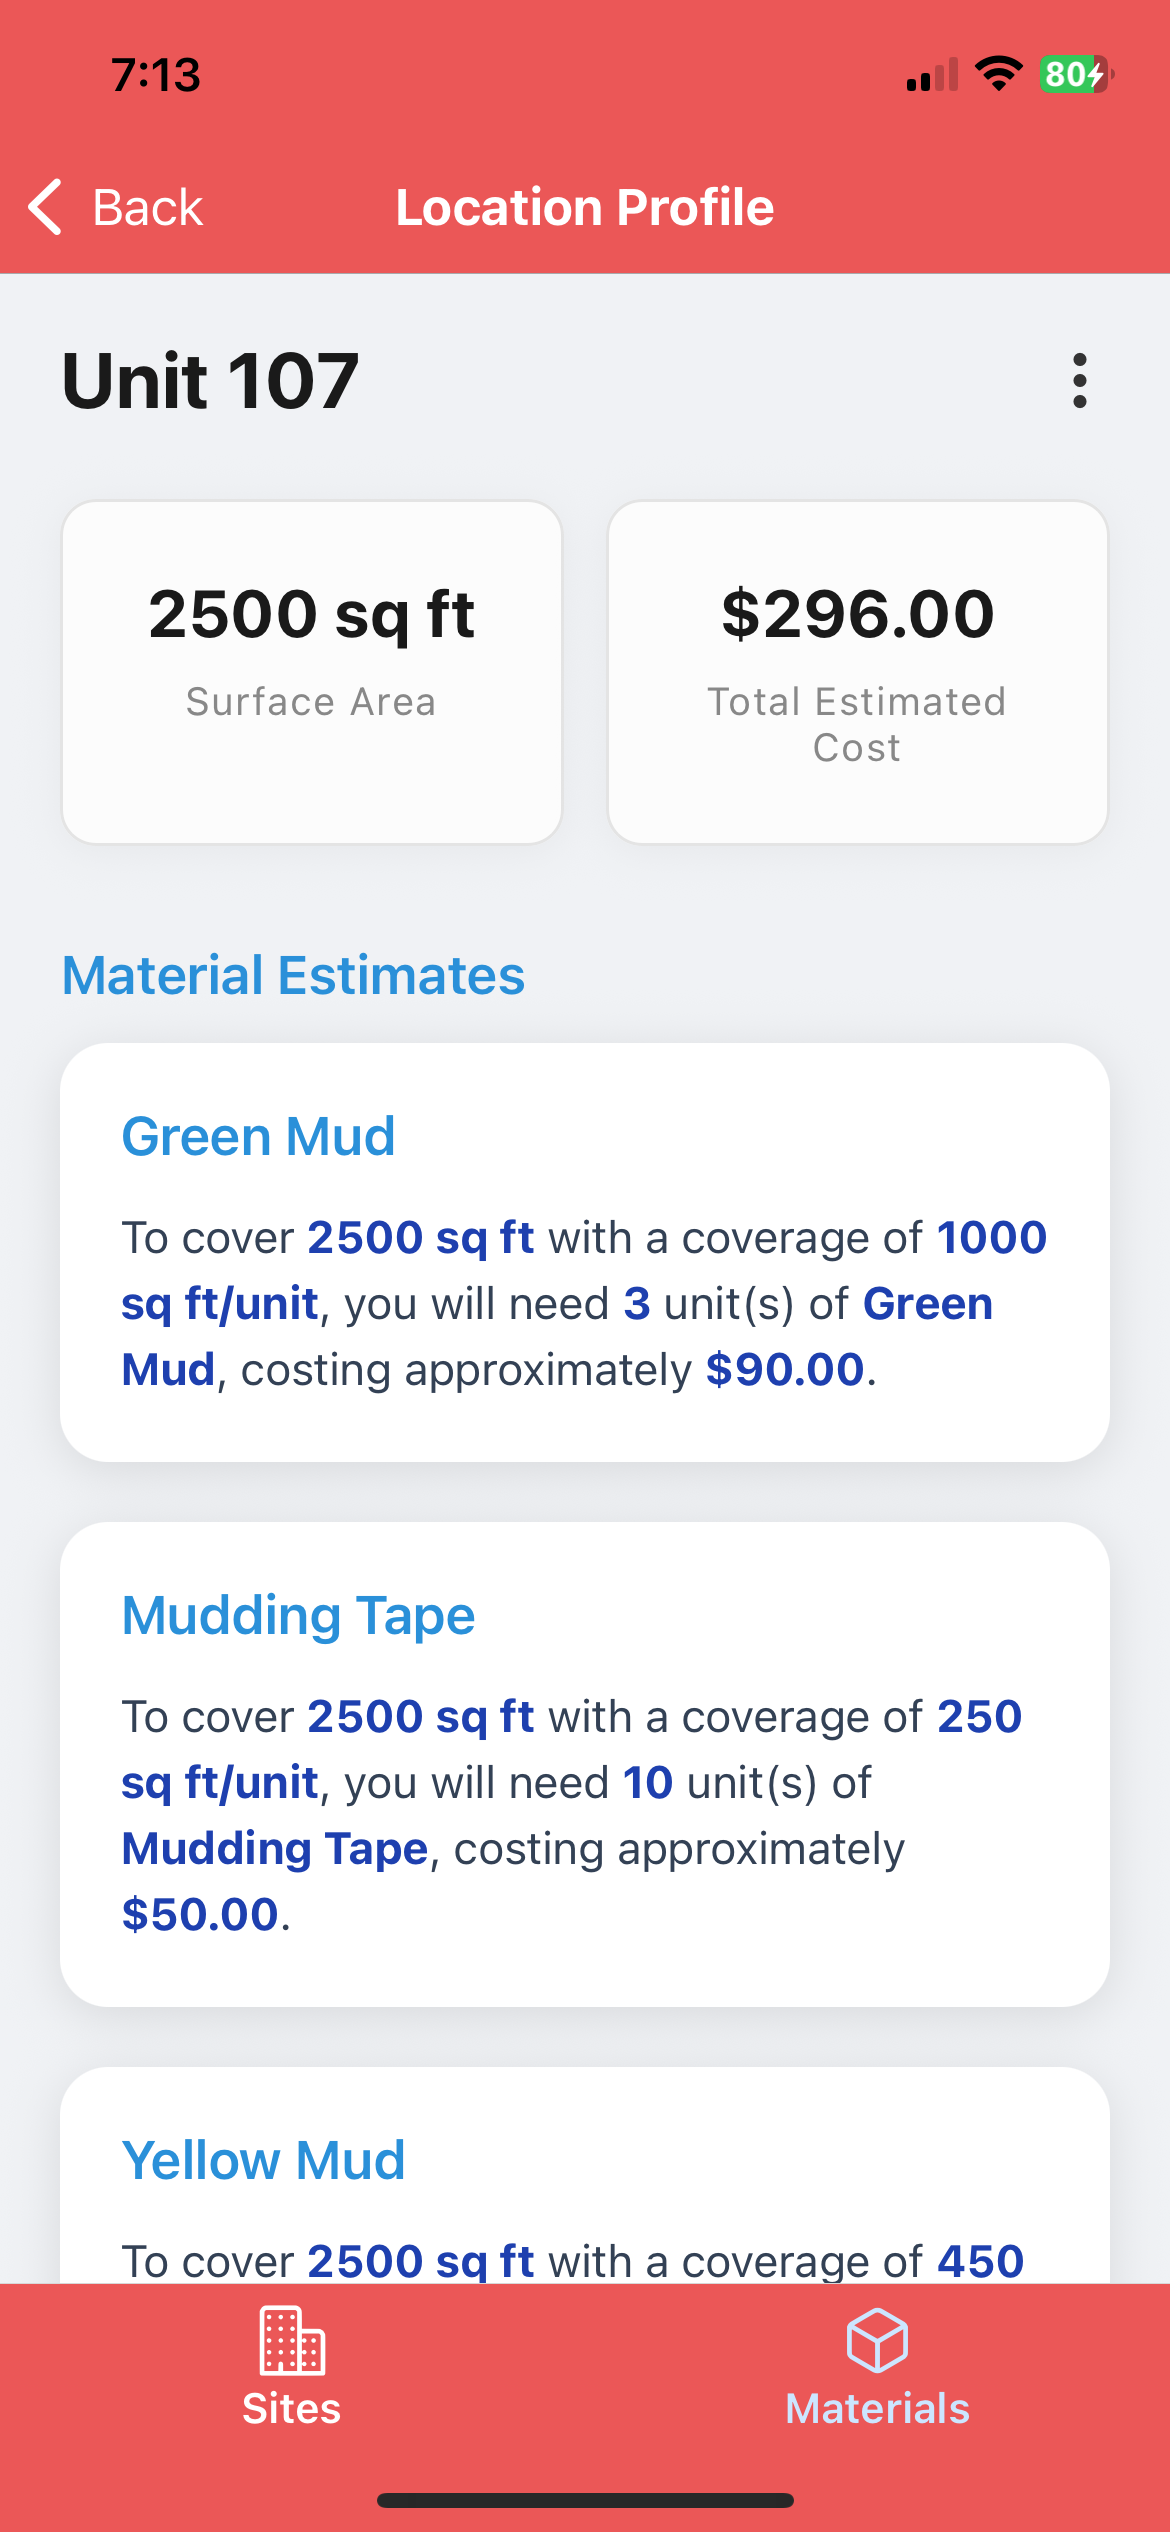 7:13
80
Back
Location Profile
Unit 107
2500 sq ft
Surface Area
$296.00
Total Estimated
Cost
Material Estimates
Green Mud
To cover 2500 sq ft with a coverage of 1000
sq ft/unit, you will need 3 unit(s) of Green
Mud, costing approximately $90.00.
Mudding Tape
To cover 2500 sq ft with a coverage of 250
sq ft/unit, you will need 10 unit(s) of
Mudding Tape, costing approximately
$50.00.
Yellow Mud
To cover 2500 sq ft with a coverage of 450
Sites
Materials